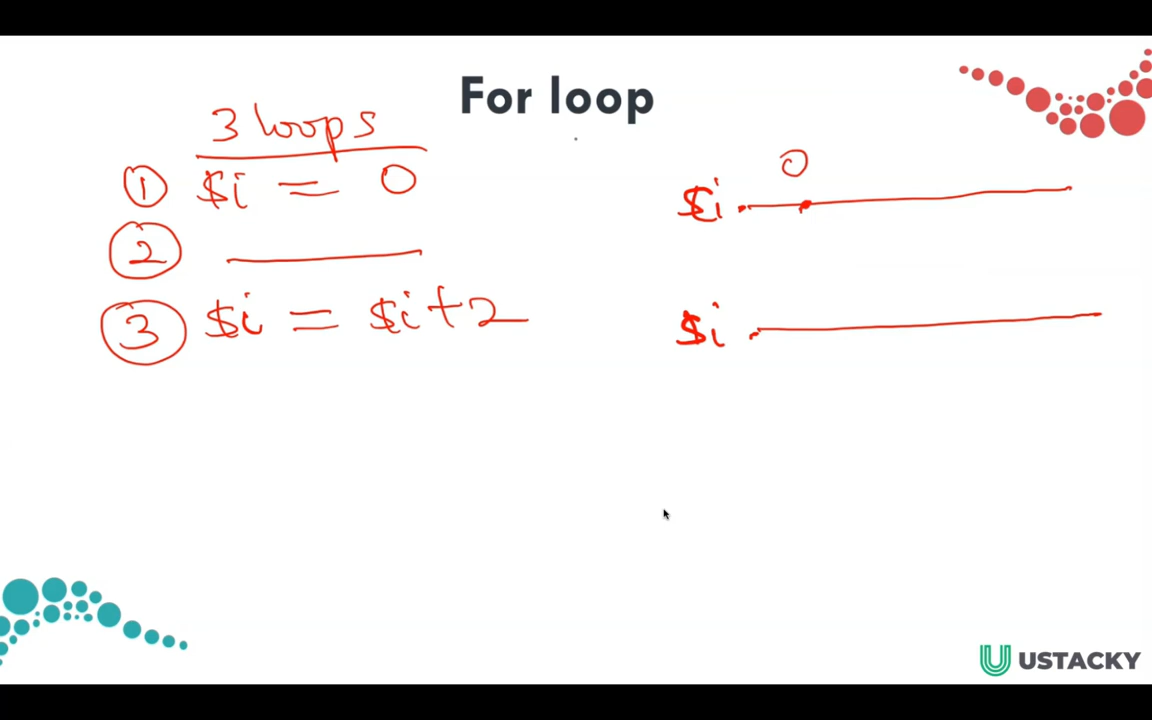 For loop
3 loops
1 $i = 0
2
3 $i = $i+2
0
$i
$i
USTACKY